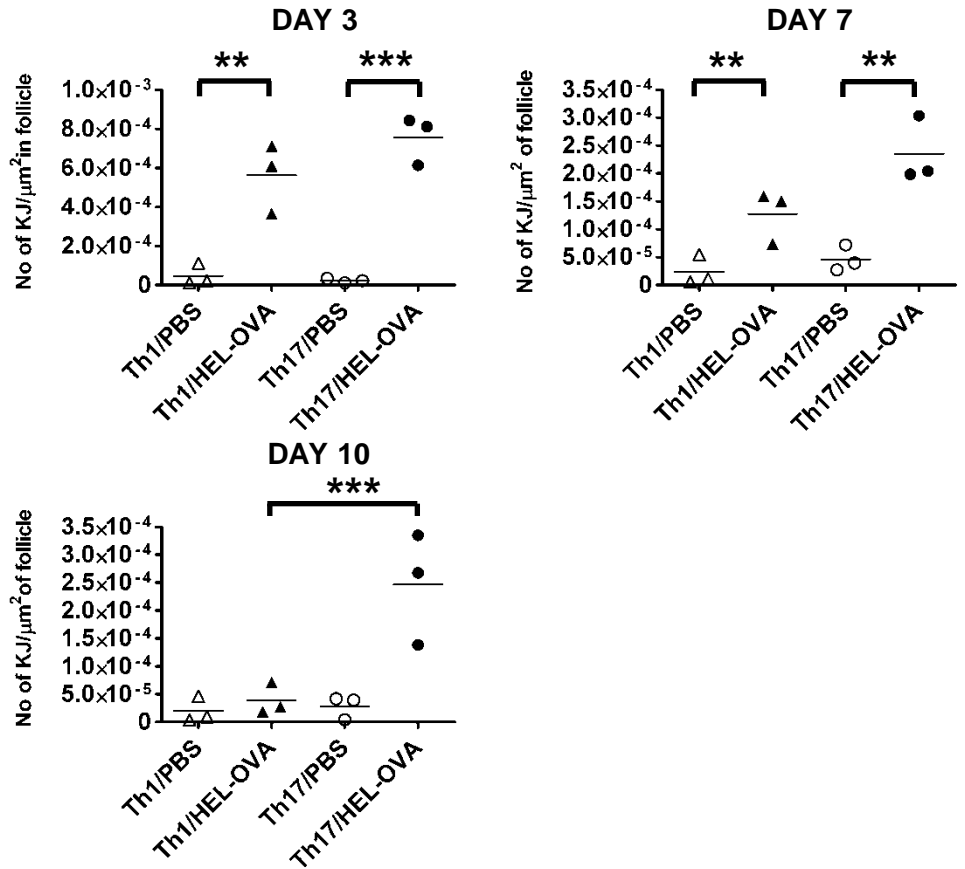 DAY 3
** ***
No of KJ/μm² in follicle
1.0×10⁻³
8.0×10⁻⁴
6.0×10⁻⁴
4.0×10⁻⁴
2.0×10⁻⁴
0
Th1/PBS
Th1/HEL-OVA
Th17/PBS
Th17/HEL-OVA
DAY 7
** **
No of KJ/μm² of follicle
3.5×10⁻⁴
3.0×10⁻⁴
2.5×10⁻⁴
2.0×10⁻⁴
1.5×10⁻⁴
1.0×10⁻⁴
5.0×10⁻⁵
0
Th1/PBS
Th1/HEL-OVA
Th17/PBS
Th17/HEL-OVA
DAY 10
***
No of KJ/μm² of follicle
3.5×10⁻⁴
3.0×10⁻⁴
2.5×10⁻⁴
2.0×10⁻⁴
1.5×10⁻⁴
1.0×10⁻⁴
5.0×10⁻⁵
0
Th1/PBS
Th1/HEL-OVA
Th17/PBS
Th17/HEL-OVA